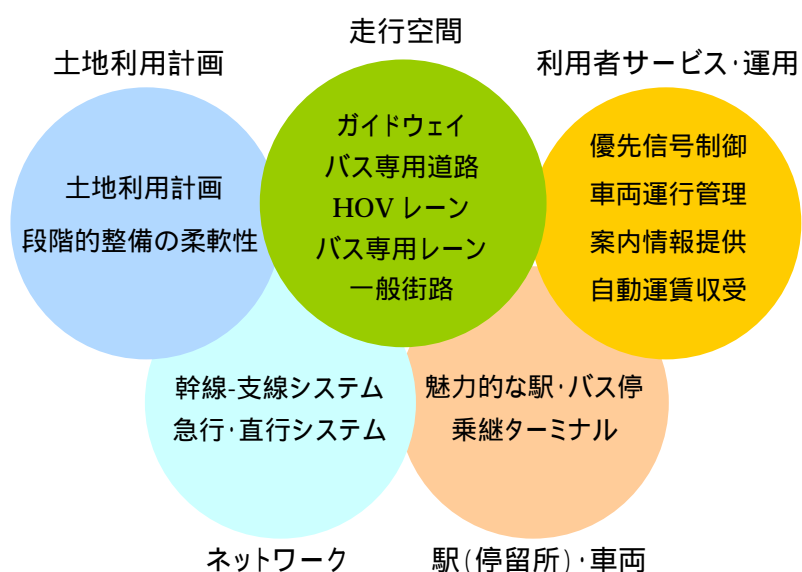 走行空間
土地利用計画
利用者サービス・運用
ガイドウェイ
バス専用道路
HOV レーン
バス専用レーン
一般街路
土地利用計画
段階的整備の柔軟性
優先信号制御
車両運行管理
案内情報提供
自動運賃収受
幹線-支線システム
急行・直行システム
魅力的な駅・バス停
乗継ターミナル
ネットワーク
駅(停留所)・車両